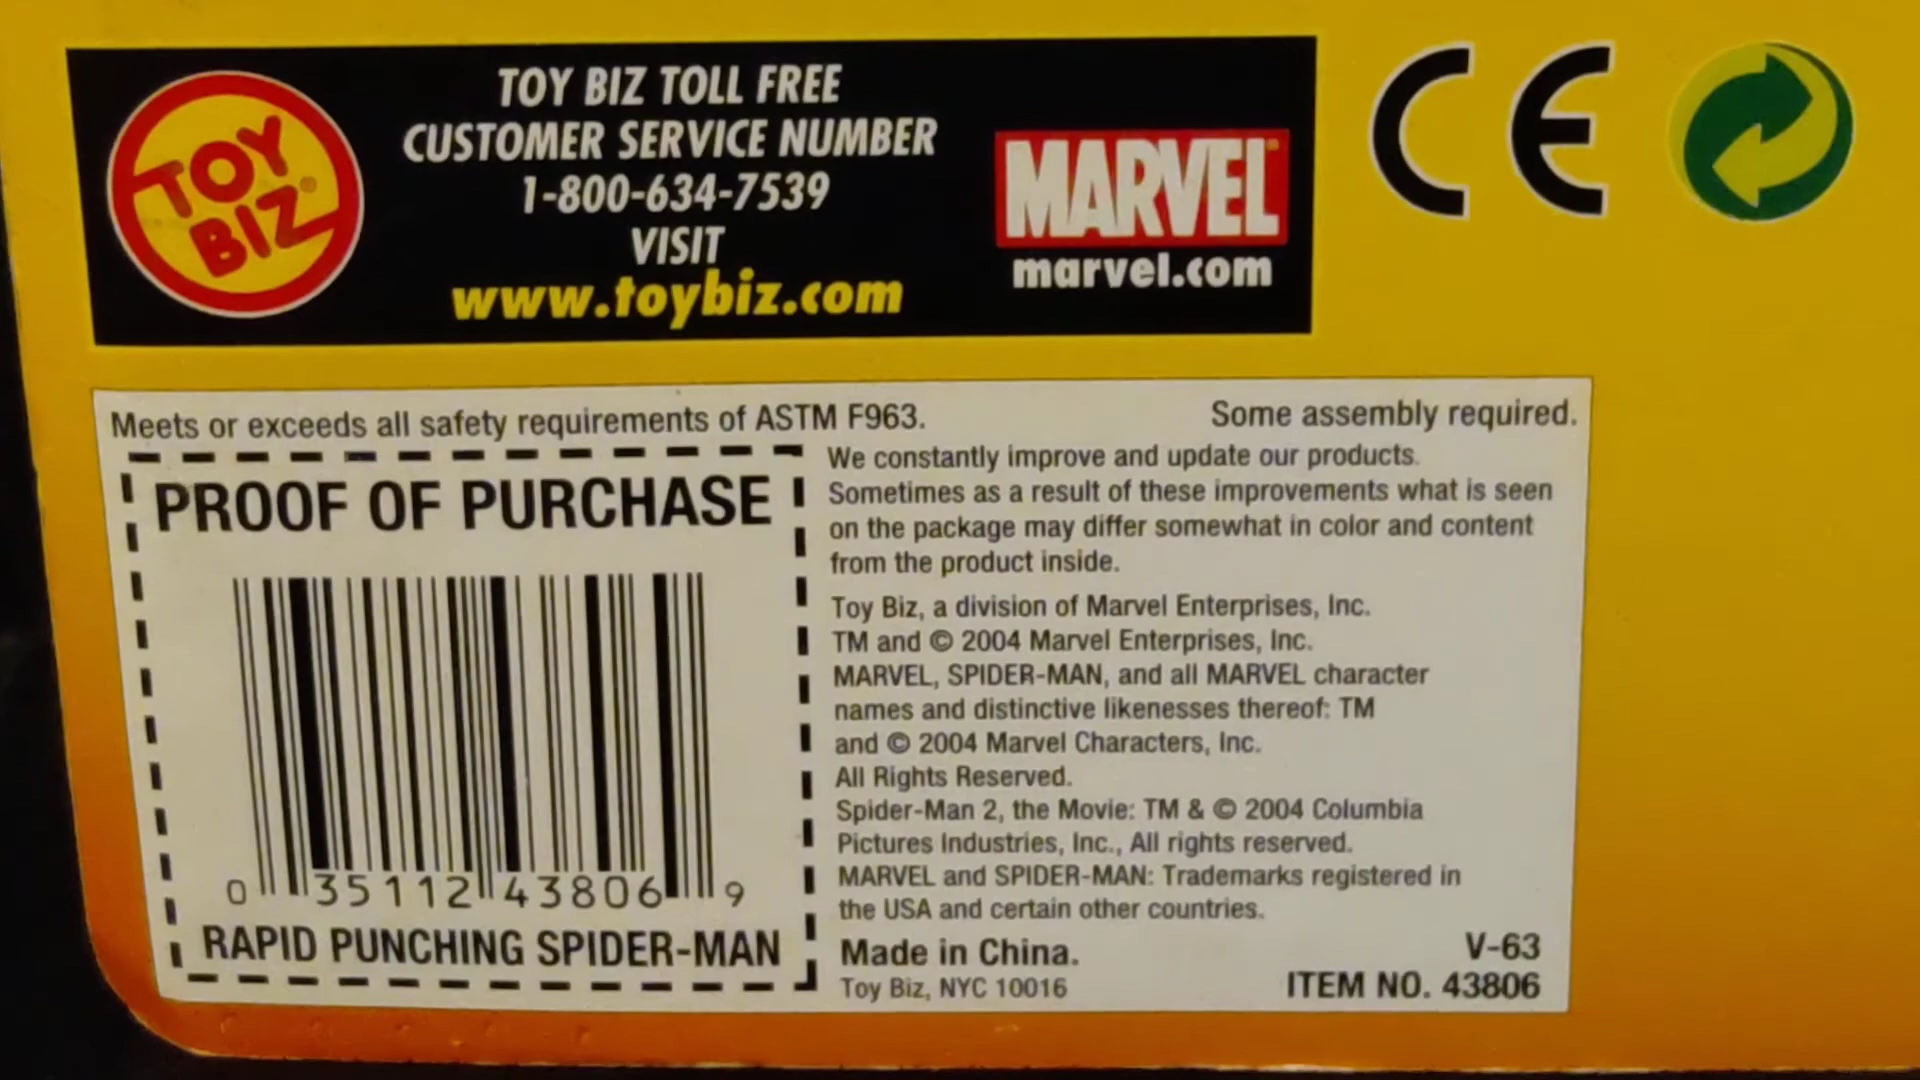 TOY BIZ®
TOY BIZ TOLL FREE
CUSTOMER SERVICE NUMBER
1-800-634-7539
VISIT
www.toybiz.com
MARVEL
marvel.com
CE
Meets or exceeds all safety requirements of ASTM F963.
Some assembly required.
PROOF OF PURCHASE
0 35112 43806 9
RAPID PUNCHING SPIDER-MAN
We constantly improve and update our products.
Sometimes as a result of these improvements what is seen
on the package may differ somewhat in color and content
from the product inside.
Toy Biz, a division of Marvel Enterprises, Inc.
TM and © 2004 Marvel Enterprises, Inc.
MARVEL, SPIDER-MAN, and all MARVEL character
names and distinctive likenesses thereof: TM
and © 2004 Marvel Characters, Inc.
All Rights Reserved.
Spider-Man 2, the Movie: TM & © 2004 Columbia
Pictures Industries, Inc., All rights reserved.
MARVEL and SPIDER-MAN: Trademarks registered in
the USA and certain other countries.
Made in China.
Toy Biz, NYC 10016
V-63
ITEM NO. 43806